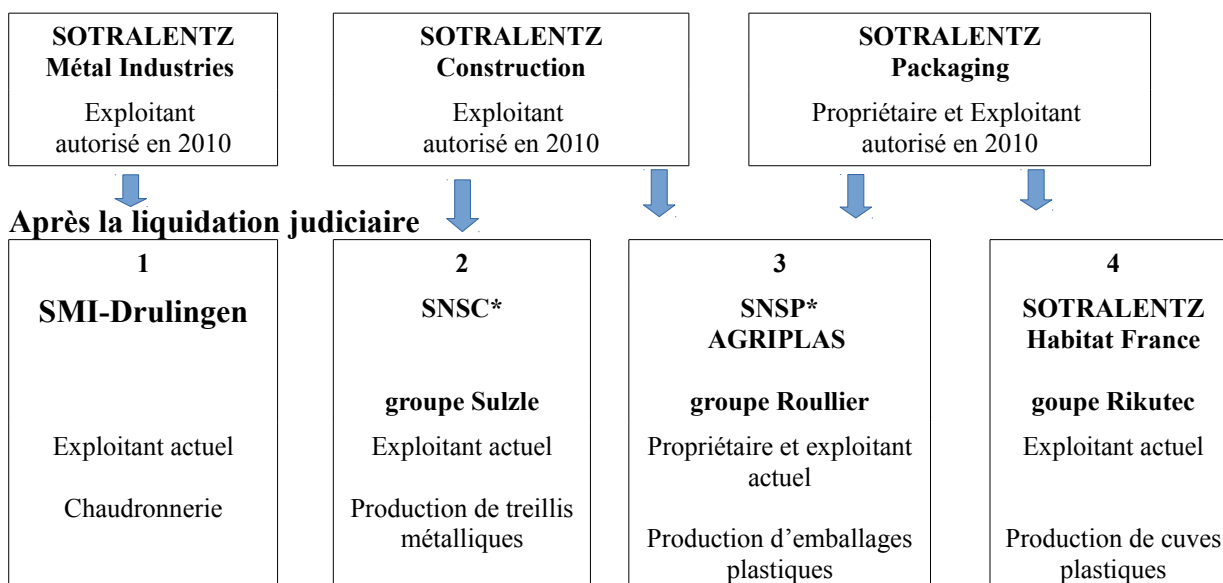 SOTRALENTZ
Métal Industries
Exploitant
autorisé en 2010
SOTRALENTZ
Construction
Exploitant
autorisé en 2010
SOTRALENTZ
Packaging
Propriétaire et Exploitant
autorisé en 2010
Après la liquidation judiciaire
1
SMI-Drulingen
Exploitant actuel
Chaudronnerie
2
SNSC*
groupe Sulzle
Exploitant actuel
Production de treillis
métalliques
3
SNSP*
AGRIPLAS
groupe Roullier
Propriétaire et exploitant
actuel
Production d’emballages
plastiques
4
SOTRALENTZ
Habitat France
goupe Rikutec
Exploitant actuel
Production de cuves
plastiques